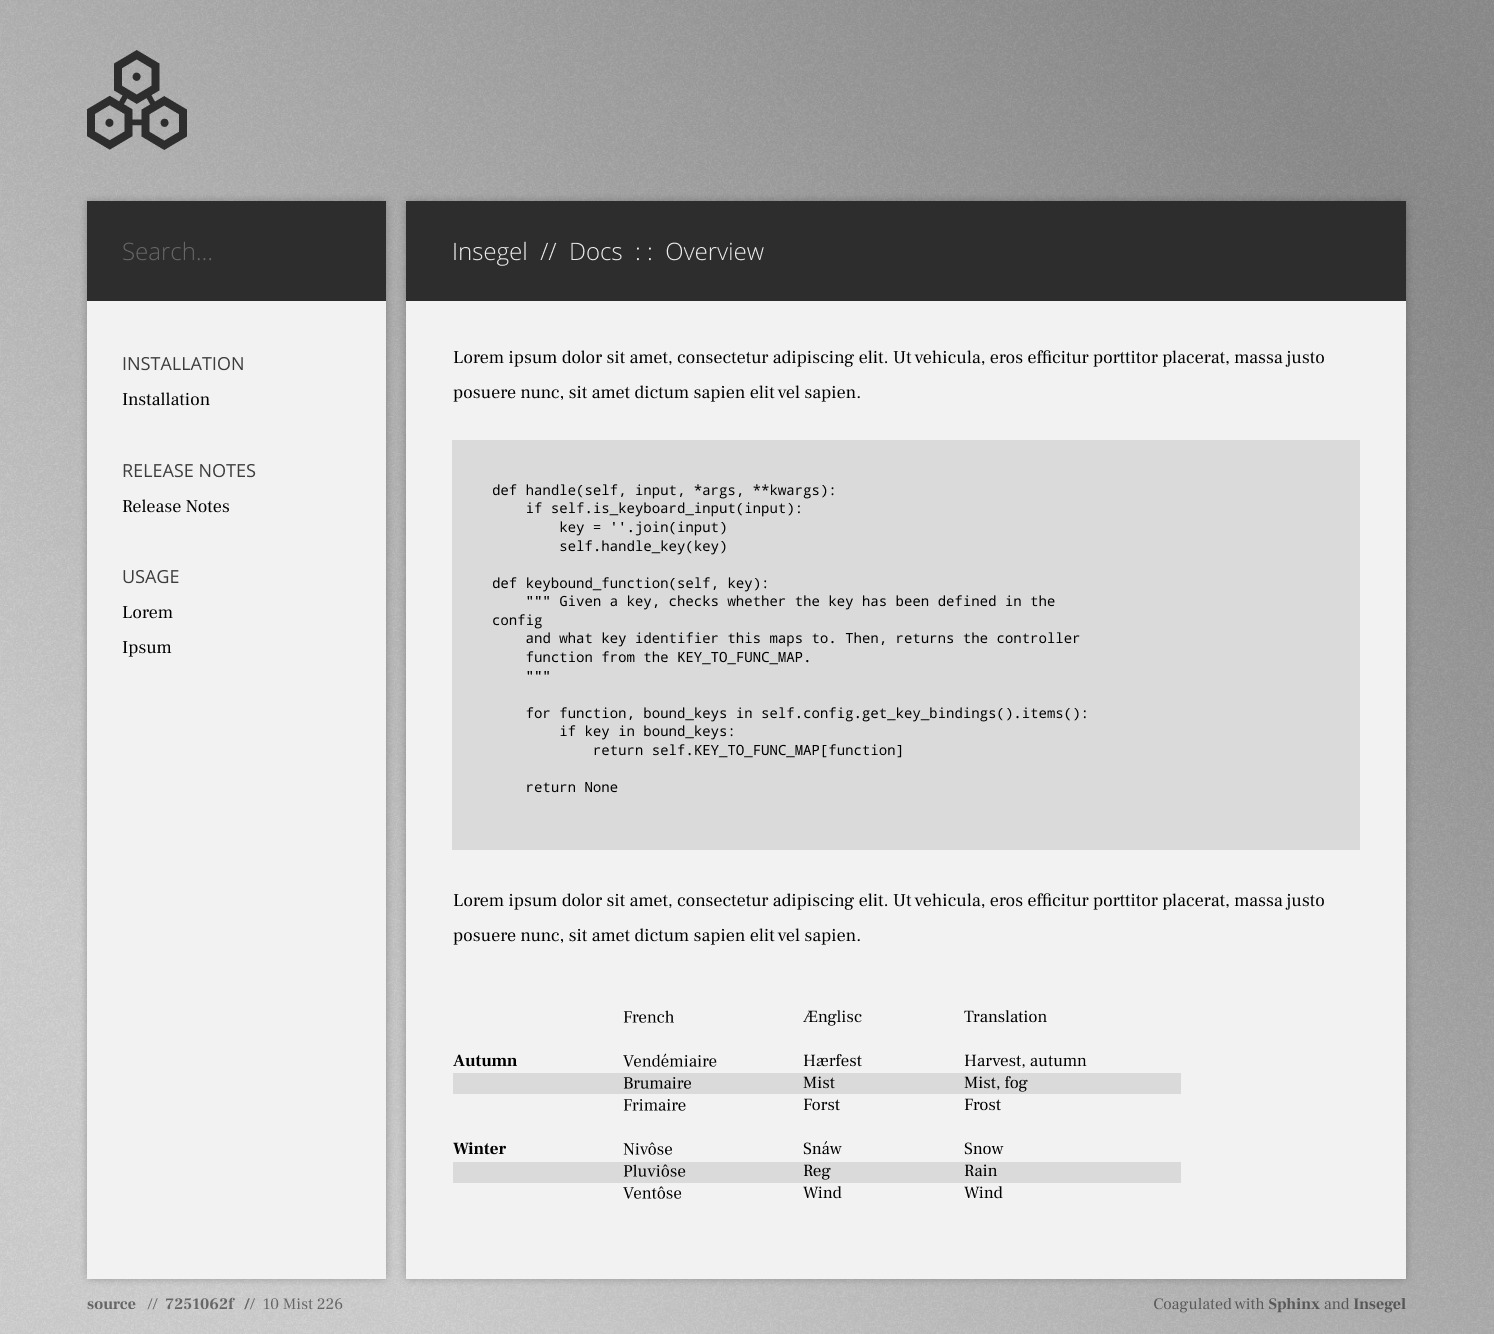 Search...
Insegel // Docs :: Overview
INSTALLATION
Installation
RELEASE NOTES
Release Notes
USAGE
Lorem
Ipsum
Lorem ipsum dolor sit amet, consectetur adipiscing elit. Ut vehicula, eros efficitur porttitor placerat, massa justo
posuere nunc, sit amet dictum sapien elit vel sapien.
def handle(self, input, *args, **kwargs):
    if self.is_keyboard_input(input):
        key = ''.join(input)
        self.handle_key(key)
def keybound_function(self, key):
    """ Given a key, checks whether the key has been defined in the
config
    and what key identifier this maps to. Then, returns the controller
    function from the KEY_TO_FUNC_MAP.
    """
    for function, bound_keys in self.config.get_key_bindings().items():
        if key in bound_keys:
            return self.KEY_TO_FUNC_MAP[function]
    return None
Lorem ipsum dolor sit amet, consectetur adipiscing elit. Ut vehicula, eros efficitur porttitor placerat, massa justo
posuere nunc, sit amet dictum sapien elit vel sapien.
French Ænglisc Translation
Autumn Vendémiaire Hærfest Harvest, autumn
Brumaire Mist Mist, fog
Frimaire Forst Frost
Winter Nivôse Snáw Snow
Pluviôse Reg Rain
Ventôse Wind Wind
source // 7251062f // 10 Mist 226
Coagulated with Sphinx and Insegel